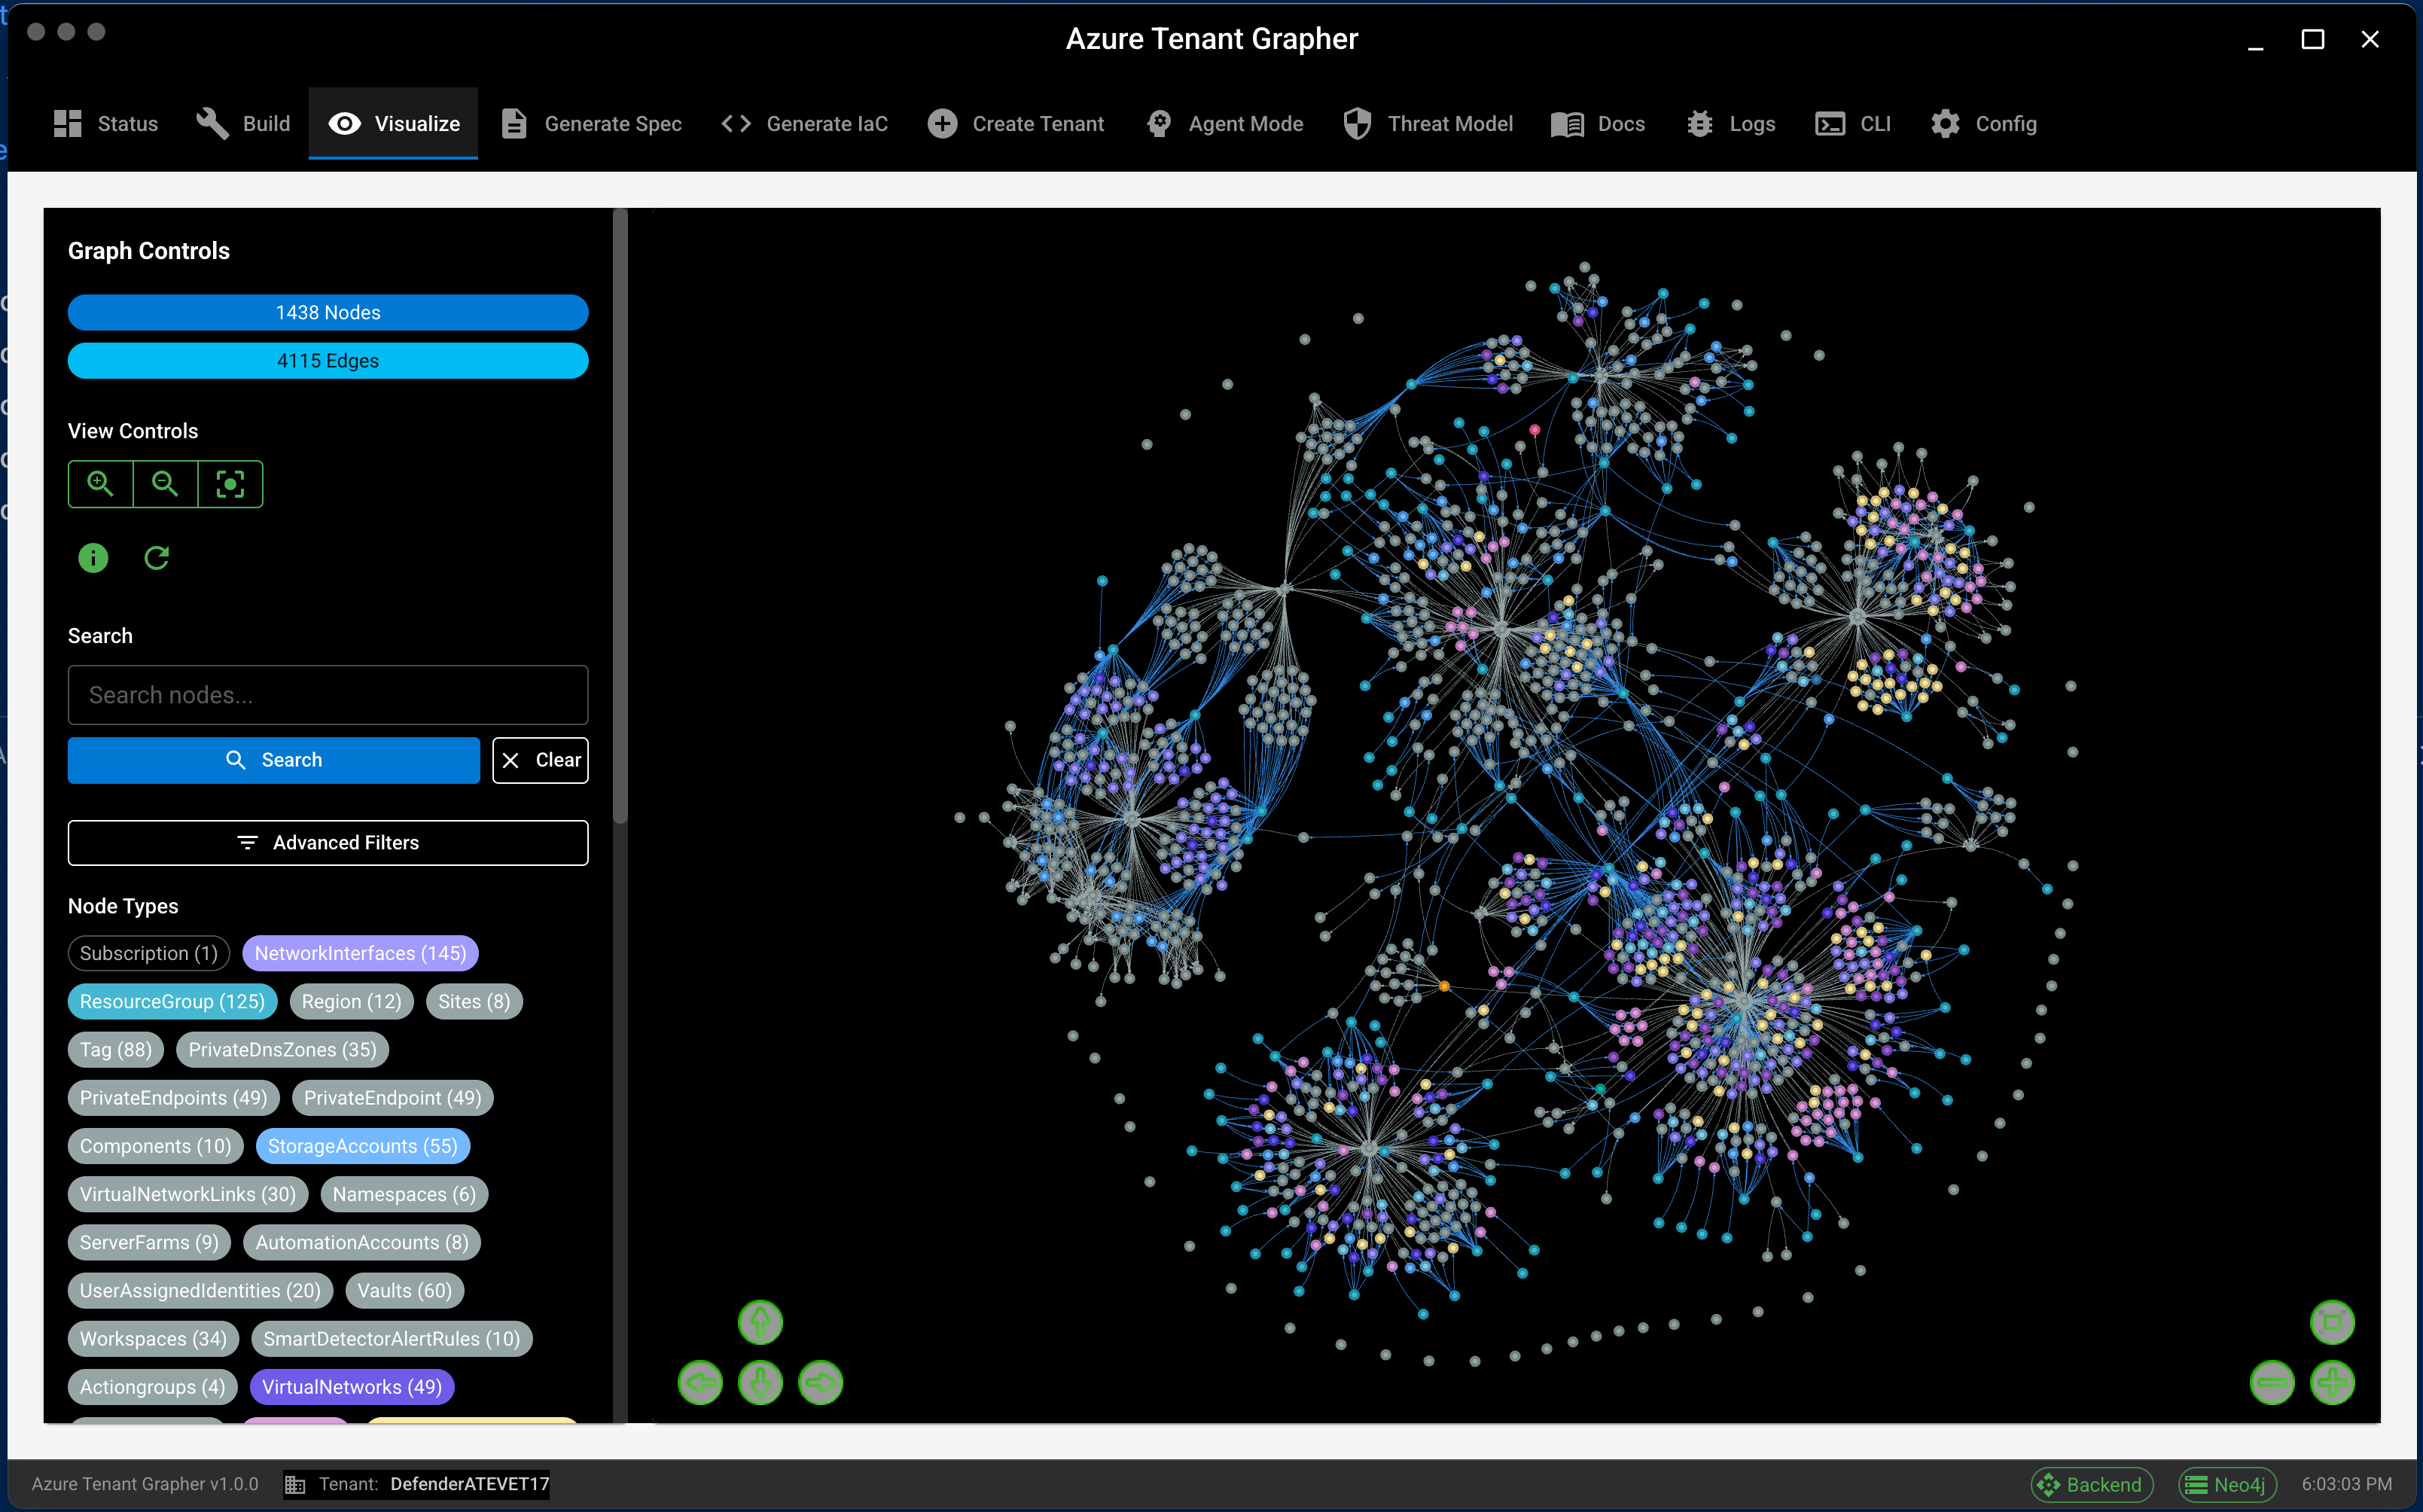 Azure Tenant Grapher
Status Build Visualize Generate Spec Generate IaC Create Tenant Agent Mode Threat Model Docs Logs CLI Config
Graph Controls
1438 Nodes
4115 Edges
View Controls
Search
Search nodes...
Search Clear
Advanced Filters
Node Types
Subscription (1) NetworkInterfaces (145)
ResourceGroup (125) Region (12) Sites (8)
Tag (88) PrivateDnsZones (35)
PrivateEndpoints (49) PrivateEndpoint (49)
Components (10) StorageAccounts (55)
VirtualNetworkLinks (30) Namespaces (6)
ServerFarms (9) AutomationAccounts (8)
UserAssignedIdentities (20) Vaults (60)
Workspaces (34) SmartDetectorAlertRules (10)
Actiongroups (4) VirtualNetworks (49)
Azure Tenant Grapher v1.0.0 Tenant: DefenderATEVET17 Backend Neo4j 6:03:03 PM